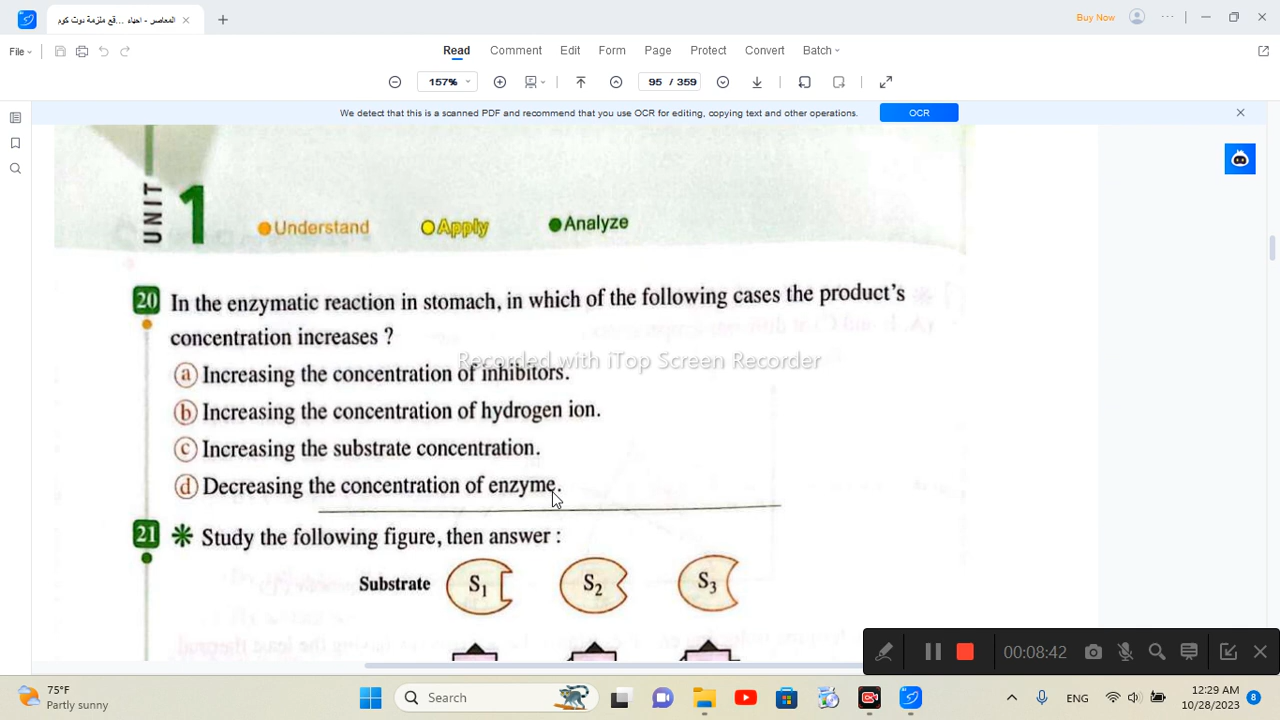 المعاصر - احياء ...قع ملزمة دوت كوم
Buy Now
File
Read Comment Edit Form Page Protect Convert Batch
157% 95 / 359
We detect that this is a scanned PDF and recommend that you use OCR for editing, copying text and other operations. OCR
UNIT 1
Understand Apply Analyze
20 In the enzymatic reaction in stomach, in which of the following cases the product's
concentration increases ?
Recorded with iTop Screen Recorder
a Increasing the concentration of inhibitors.
b Increasing the concentration of hydrogen ion.
c Increasing the substrate concentration.
d Decreasing the concentration of enzyme.
21 Study the following figure, then answer :
Substrate S1 S2 S3
00:08:42
75°F
Partly sunny
Search
ENG
12:29 AM
10/28/2023
8